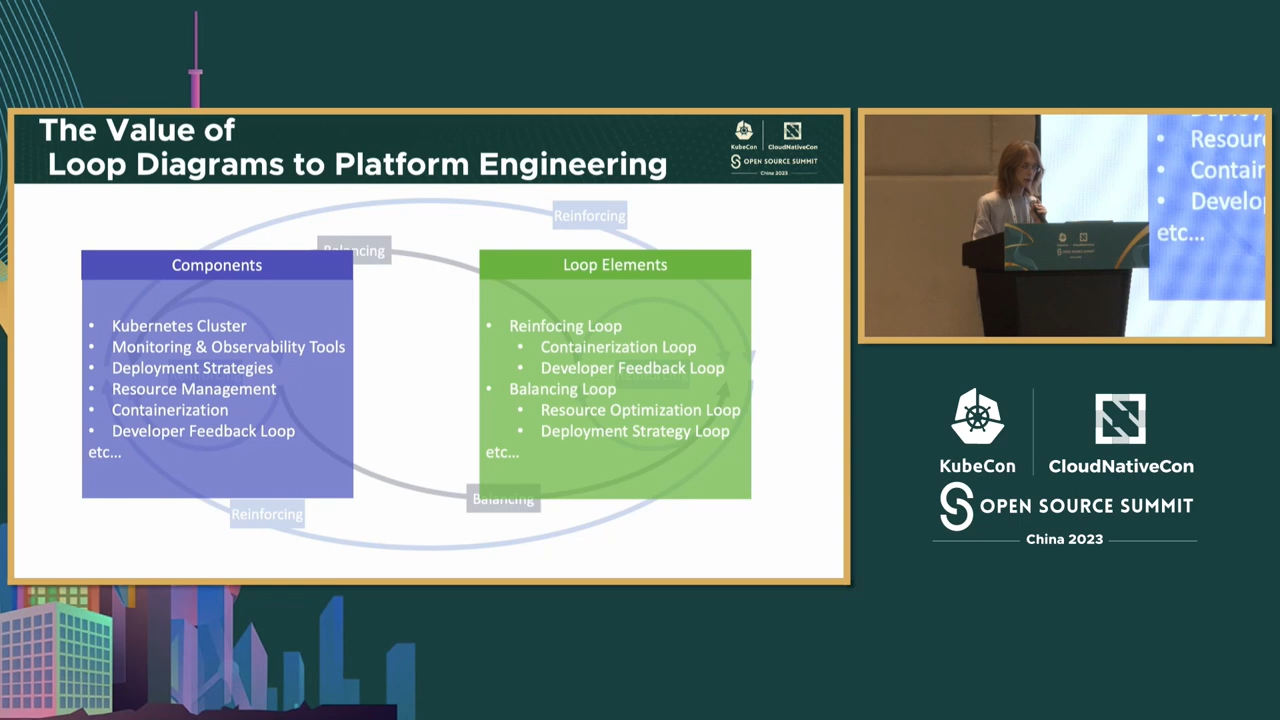 The Value of
Loop Diagrams to Platform Engineering
KubeCon
CloudNativeCon
OPEN SOURCE SUMMIT
China 2023
Reinforcing
Balancing
Components
• Kubernetes Cluster
• Monitoring & Observability Tools
• Deployment Strategies
• Resource Management
• Containerization
• Developer Feedback Loop
etc...
Loop Elements
• Reinfocing Loop
• Containerization Loop
• Developer Feedback Loop
• Balancing Loop
• Resource Optimization Loop
• Deployment Strategy Loop
etc...
Reinforcing
Balancing
Reinforcing
• Resour
• Contain
• Develo
etc...
KubeCon
CloudNativeCon
OPEN SOURCE SUMMIT
China 2023